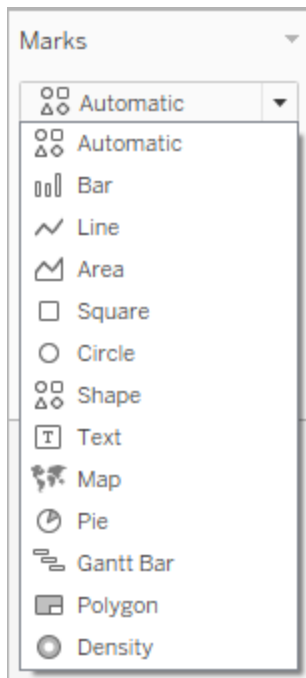 Marks
Automatic
Automatic
Bar
Line
Area
Square
Circle
Shape
T Text
Map
Pie
Gantt Bar
Polygon
Density